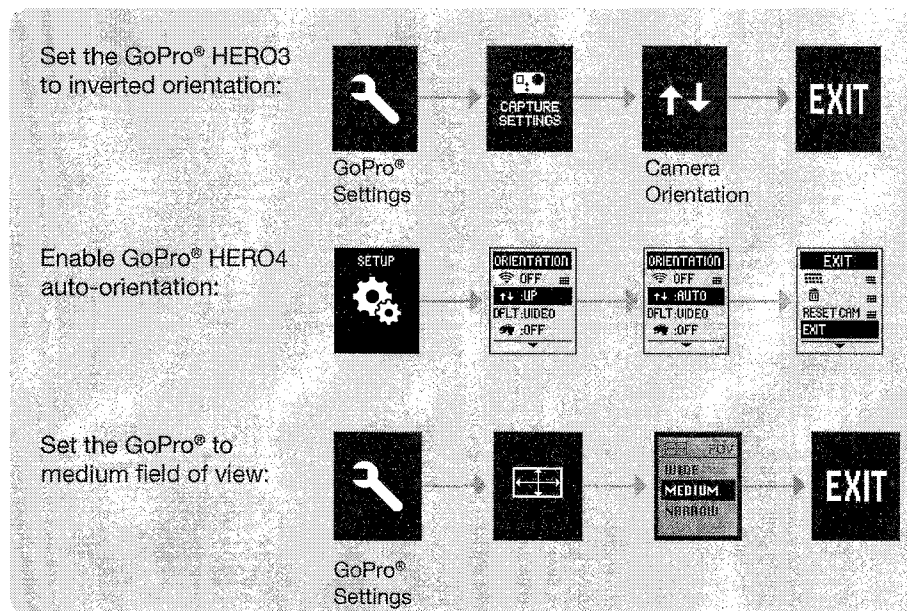 Set the GoPro® HERO3
to inverted orientation:
CAPTURE
SETTINGS
EXIT
GoPro®
Settings
Camera
Orientation
Enable GoPro® HERO4
auto-orientation:
SETUP
ORIENTATION
OFF
:UP
DFLT:VIDEO
:OFF
ORIENTATION
OFF
:AUTO
DFLT:VIDEO
:OFF
EXIT
RESET CAM
EXIT
Set the GoPro® to
medium field of view:
FOV
WIDE
MEDIUM
NARROW
EXIT
GoPro®
Settings